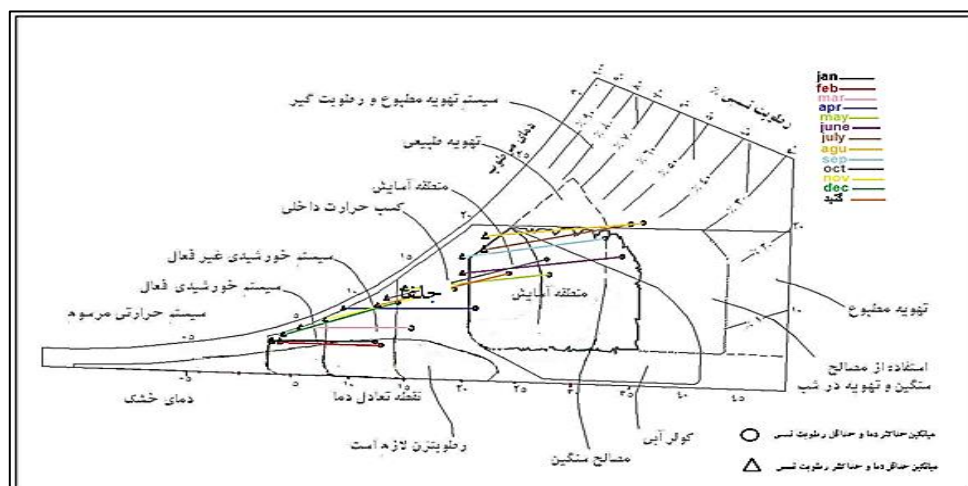 jan
feb
mar
apr
may
june
july
agu
sep
oct
nov
dec
گنبد
سیستم تهویه مطبوع و رطوبت گیر
رطوبت نسبی ٪
تهویه طبیعی
منطقه آسایش
کسب حرارت داخلی
سیستم خورشیدی غیر فعال
سیستم خورشیدی فعال
سیستم حرارتی مرسوم
جلفا
منطقه آسایش
تهویه مطبوع
استفاده از مصالح
سنگین و تهویه در شب
دمای خشک
نقطه تعادل دما
رطوبتزن لازم است
مصالح سنگین
کولر آبی
میانگین حداکثر دما و حداقل رطوبت نسبی
میانگین حداقل دما و حداکثر رطوبت نسبی